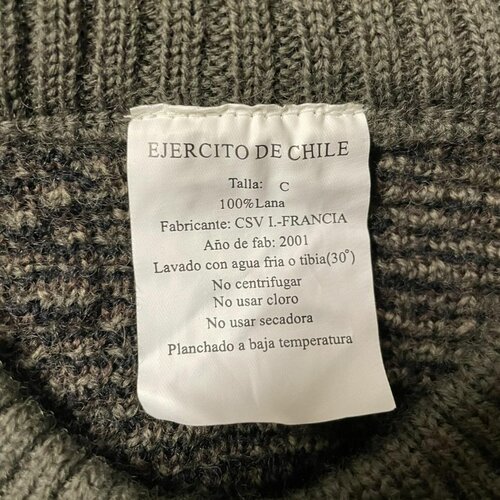 EJERCITO DE CHILE
Talla: C
100%Lana
Fabricante: CSV I.-FRANCIA
Año de fab: 2001
Lavado con agua fria o tibia(30°)
No centrifugar
No usar cloro
No usar secadora
Planchado a baja temperatura